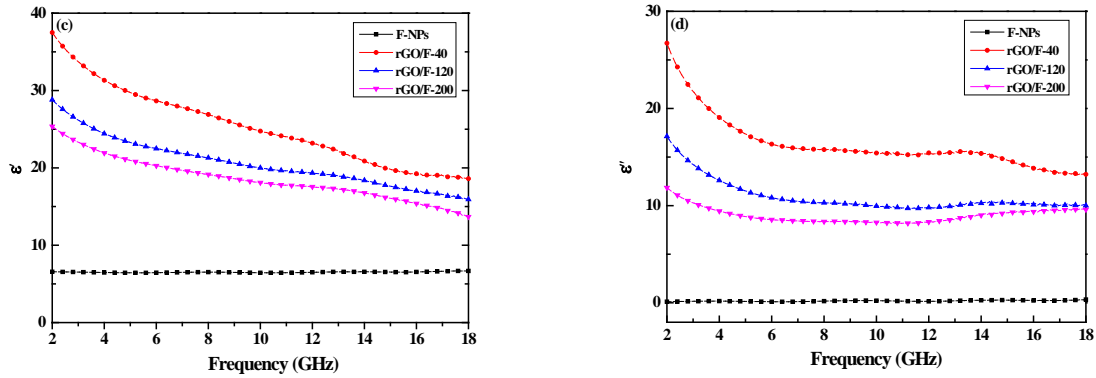 (c)
F-NPs
rGO/F-40
rGO/F-120
rGO/F-200
ε'
40
30
20
10
0
2 4 6 8 10 12 14 16 18
Frequency (GHz)
(d)
F-NPs
rGO/F-40
rGO/F-120
rGO/F-200
ε''
30
20
10
0
2 4 6 8 10 12 14 16 18
Frequency (GHz)